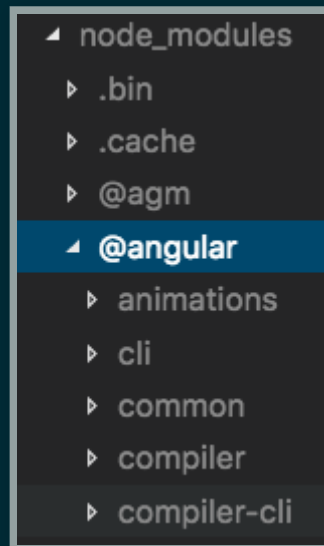 node_modules
.bin
.cache
@agm
@angular
animations
cli
common
compiler
compiler-cli